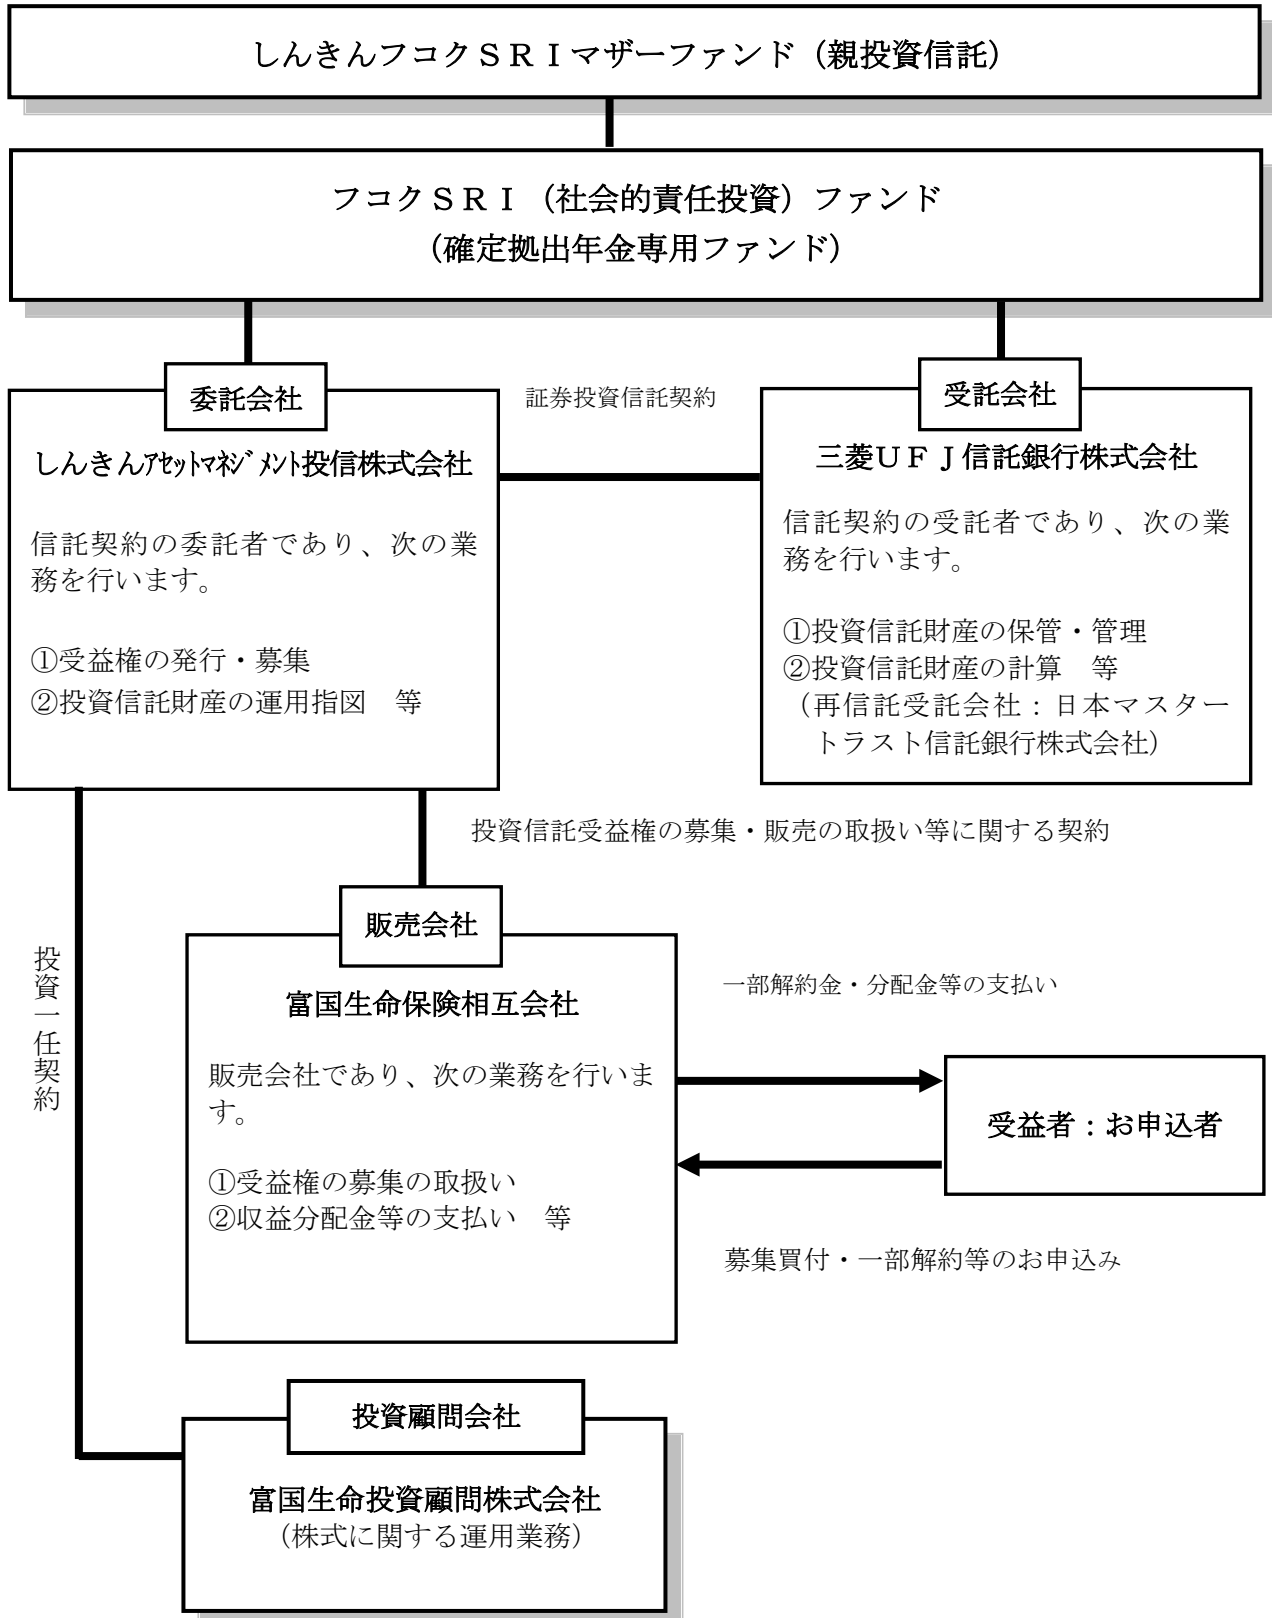 しんきんフコクＳＲＩマザーファンド（親投資信託）
フコクＳＲＩ（社会的責任投資）ファンド
（確定拠出年金専用ファンド）
委託会社
しんきんｱｾｯﾄﾏﾈｼﾞﾒﾝﾄ投信株式会社
信託契約の委託者であり、次の業
務を行います。
①受益権の発行・募集
②投資信託財産の運用指図　等
証券投資信託契約
受託会社
三菱ＵＦＪ信託銀行株式会社
信託契約の受託者であり、次の業
務を行います。
①投資信託財産の保管・管理
②投資信託財産の計算　等
（再信託受託会社：日本マスター
トラスト信託銀行株式会社）
投資信託受益権の募集・販売の取扱い等に関する契約
投資一任契約
販売会社
富国生命保険相互会社
販売会社であり、次の業務を行いま
す。
①受益権の募集の取扱い
②収益分配金等の支払い　等
一部解約金・分配金等の支払い
受益者：お申込者
募集買付・一部解約等のお申込み
投資顧問会社
富国生命投資顧問株式会社
（株式に関する運用業務）